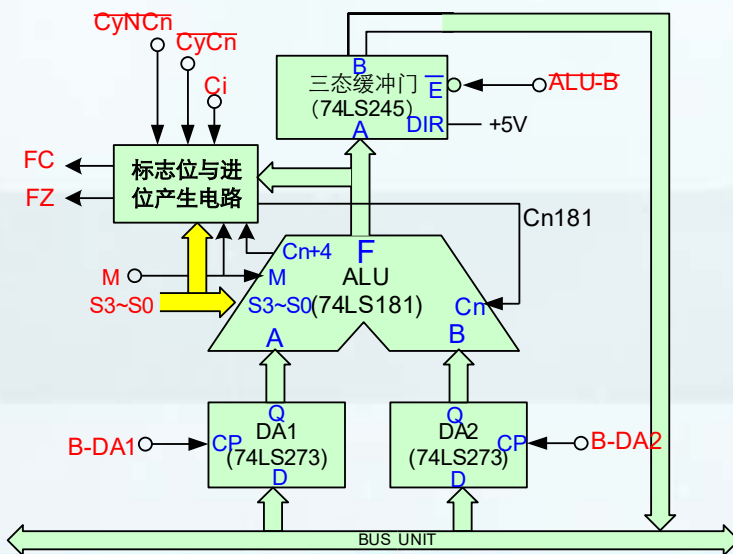 CyNCn
CyCn
Ci
B
三态缓冲门
(74LS245)
E
DIR
A
ALU-B
+5V
FC
FZ
标志位与进
位产生电路
Cn181
Cn+4
F
M
M
ALU
S3~S0
S3~S0
(74LS181)
Cn
A
B
Q
DA1
CP
(74LS273)
D
B-DA1
Q
DA2
CP
(74LS273)
D
B-DA2
BUS UNIT